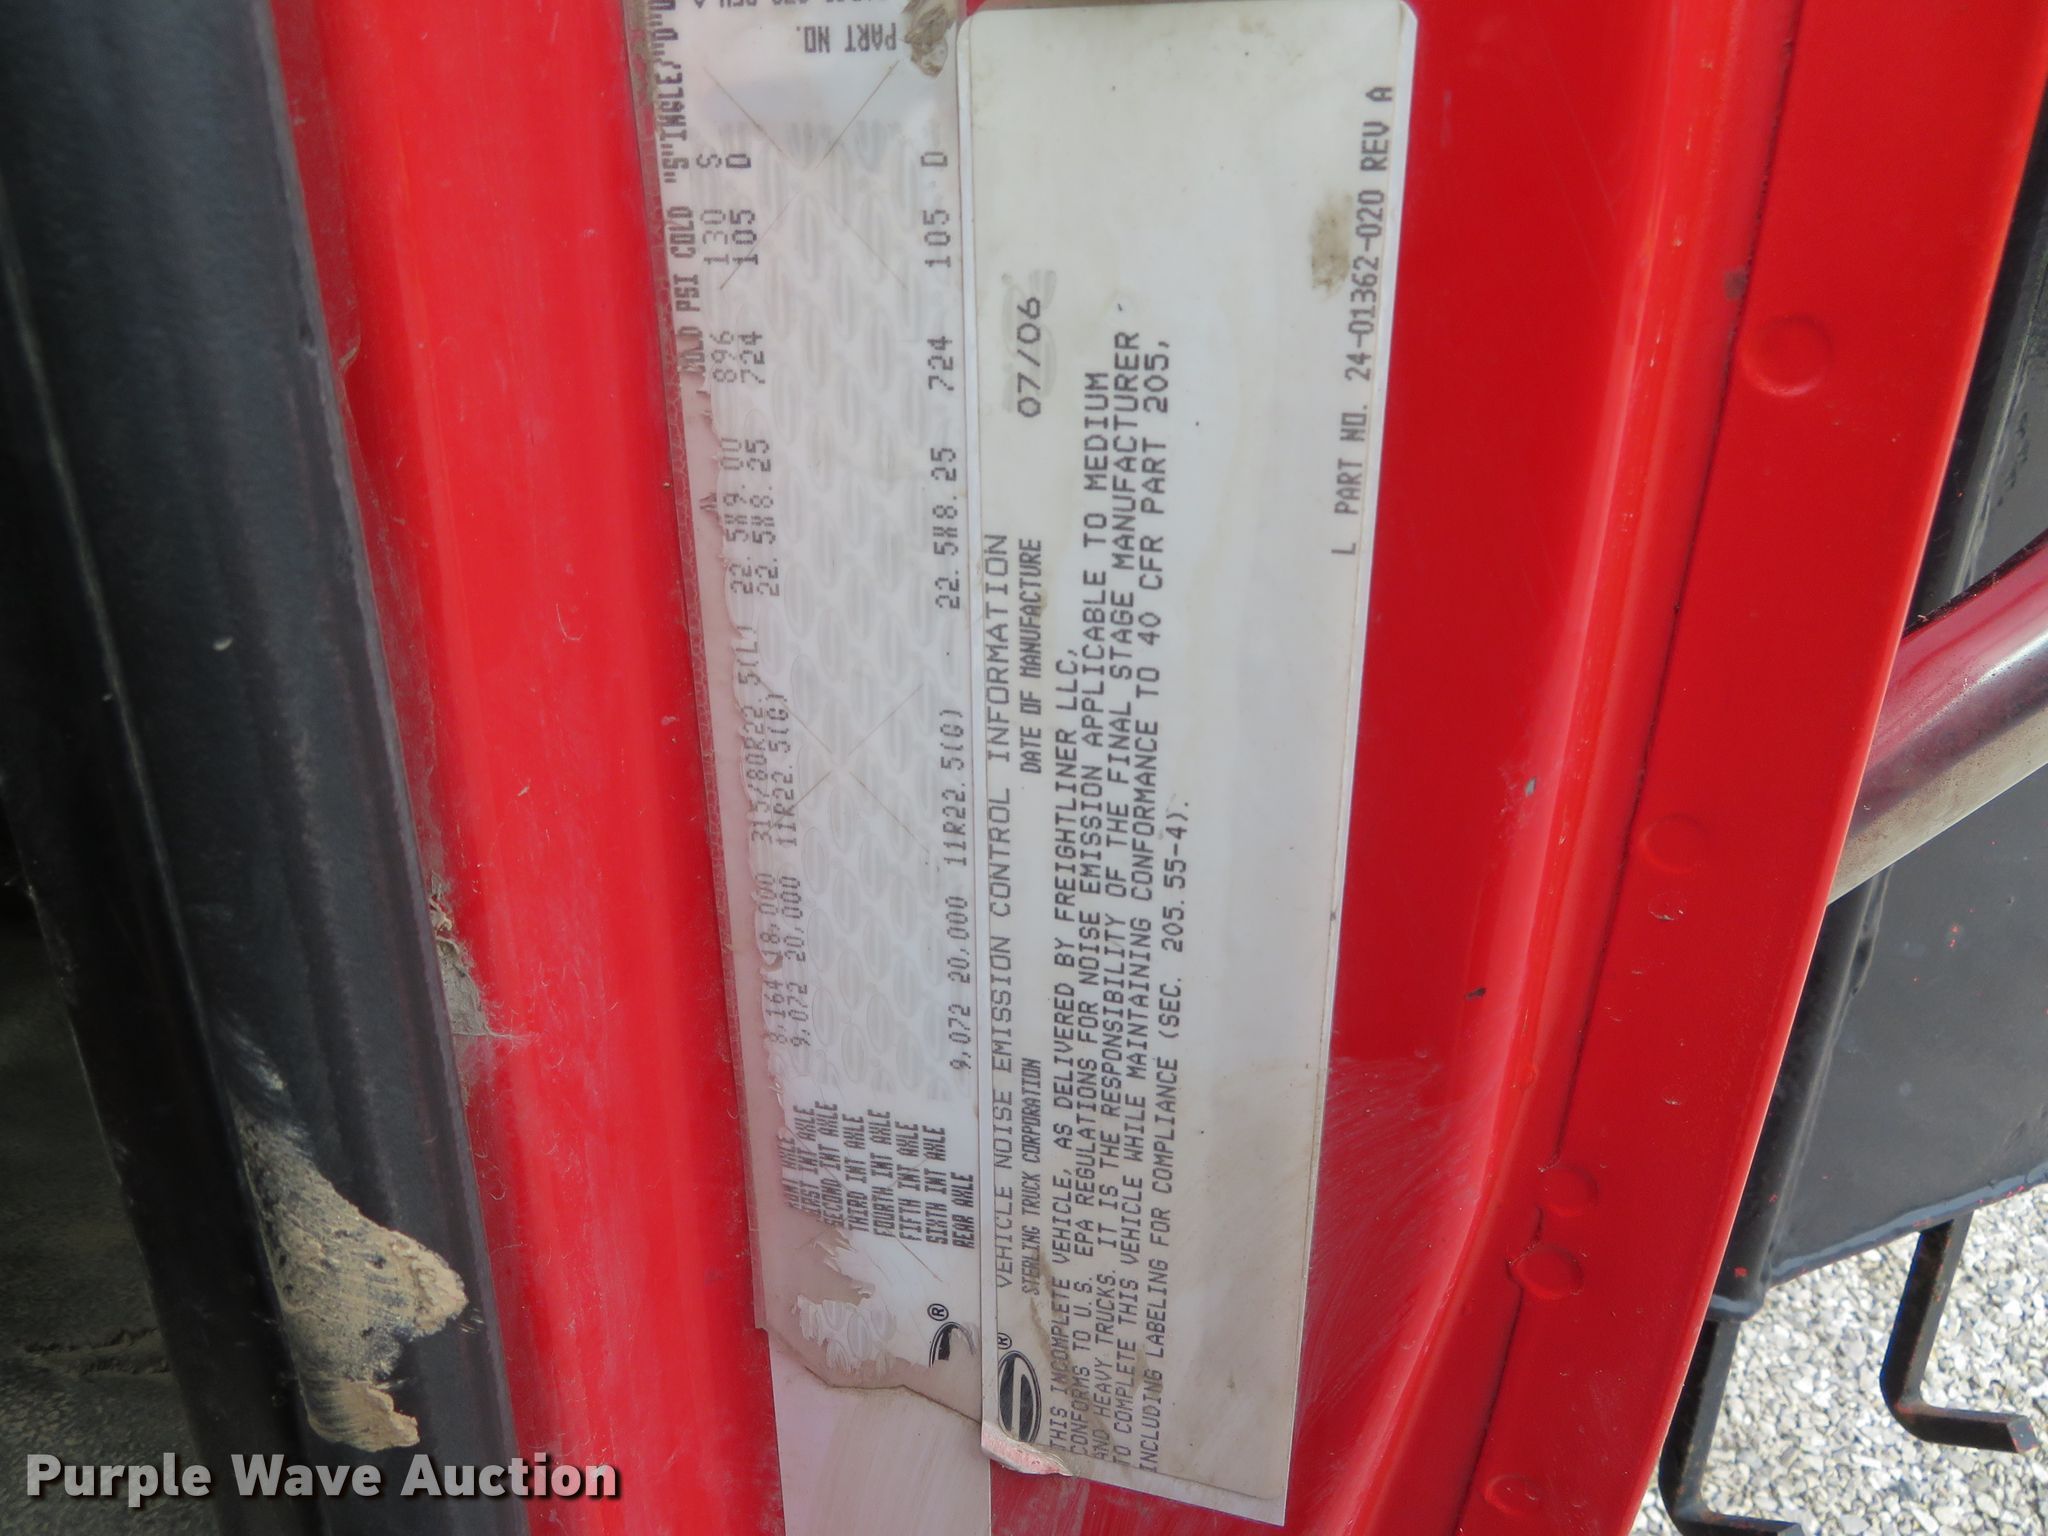 PART NO.
COLD PSI COLD "S"INGLE/"D"
8,164 18,000 315/80R22.5(L) 22.5X9.00 896 130 S
9,072 20,000 11R22.5(G) 22.5X8.25 724 105 D
INT AXLE
FIRST INT AXLE
SECOND INT AXLE
THIRD INT AXLE
FOURTH INT AXLE
FIFTH INT AXLE
SIXTH INT AXLE
REAR AXLE 9,072 20,000 11R22.5(G) 22.5X8.25 724 105 D
®
VEHICLE NOISE EMISSION CONTROL INFORMATION
® STERLING TRUCK CORPORATION DATE OF MANUFACTURE 07/06
THIS INCOMPLETE VEHICLE, AS DELIVERED BY FREIGHTLINER LLC,
CONFORMS TO U.S. EPA REGULATIONS FOR NOISE EMISSION APPLICABLE TO MEDIUM
AND HEAVY TRUCKS. IT IS THE RESPONSIBILITY OF THE FINAL STAGE MANUFACTURER
TO COMPLETE THIS VEHICLE WHILE MAINTAINING CONFORMANCE TO 40 CFR PART 205,
INCLUDING LABELING FOR COMPLIANCE (SEC. 205.55-4).
L PART NO. 24-01362-020 REV A
Purple Wave Auction